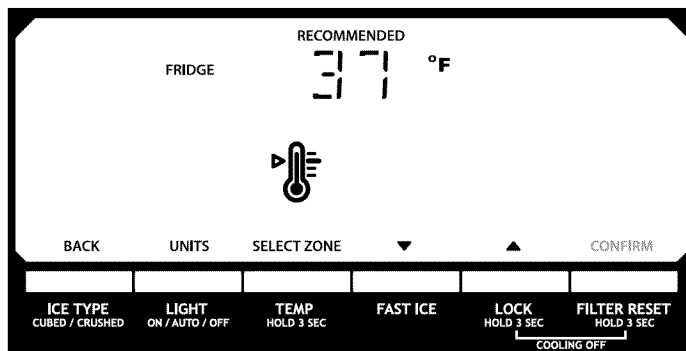 RECOMMENDED
FRIDGE 37 °F
BACK UNITS SELECT ZONE ▼ ▲ CONFIRM
ICE TYPE LIGHT TEMP FAST ICE LOCK FILTER RESET
CUBED / CRUSHED ON / AUTO / OFF HOLD 3 SEC HOLD 3 SEC HOLD 3 SEC
COOLING OFF